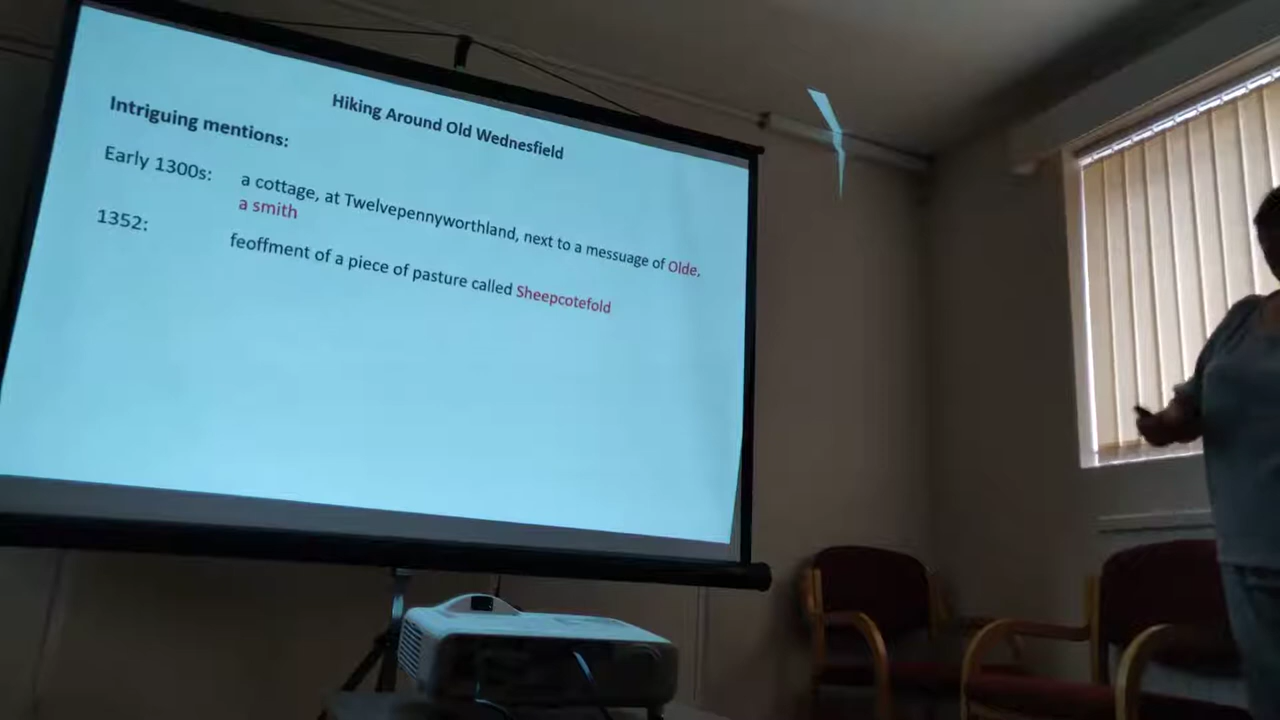 Hiking Around Old Wednesfield
Intriguing mentions:
Early 1300s: a cottage, at Twelvepennyworthland, next to a messuage of Olde,
a smith
1352: feoffment of a piece of pasture called Sheepcotefold